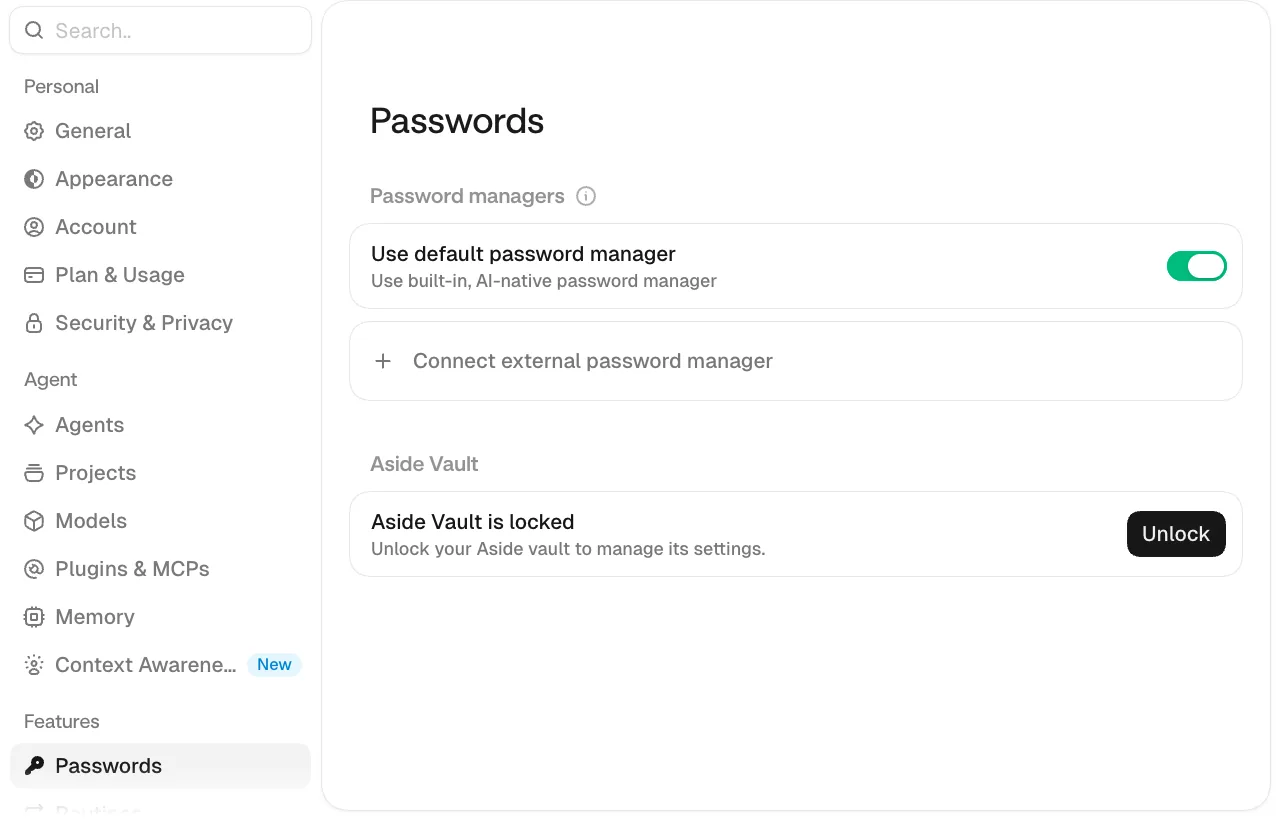 Search..
Personal
General
Appearance
Account
Plan & Usage
Security & Privacy
Agent
Agents
Projects
Models
Plugins & MCPs
Memory
Context Awarene... New
Features
Passwords
Passwords
Password managers
Use default password manager
Use built-in, AI-native password manager
Connect external password manager
Aside Vault
Aside Vault is locked
Unlock your Aside vault to manage its settings.
Unlock